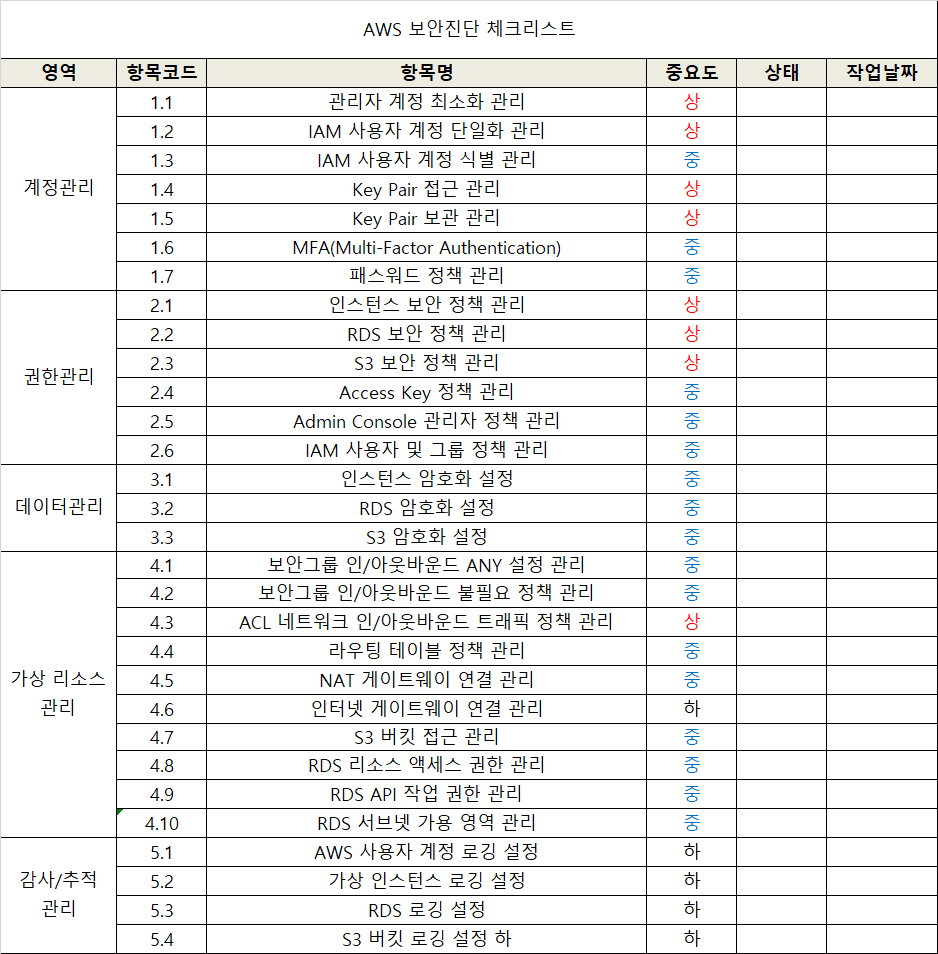 AWS 보안진단 체크리스트
영역 항목코드 항목명 중요도 상태 작업날짜
계정관리
1.1 관리자 계정 최소화 관리 상
1.2 IAM 사용자 계정 단일화 관리 상
1.3 IAM 사용자 계정 식별 관리 중
1.4 Key Pair 접근 관리 상
1.5 Key Pair 보관 관리 상
1.6 MFA(Multi-Factor Authentication) 중
1.7 패스워드 정책 관리 중
권한관리
2.1 인스턴스 보안 정책 관리 상
2.2 RDS 보안 정책 관리 상
2.3 S3 보안 정책 관리 상
2.4 Access Key 정책 관리 중
2.5 Admin Console 관리자 정책 관리 중
2.6 IAM 사용자 및 그룹 정책 관리 중
데이터관리
3.1 인스턴스 암호화 설정 중
3.2 RDS 암호화 설정 중
3.3 S3 암호화 설정 중
가상 리소스
관리
4.1 보안그룹 인/아웃바운드 ANY 설정 관리 중
4.2 보안그룹 인/아웃바운드 불필요 정책 관리 중
4.3 ACL 네트워크 인/아웃바운드 트래픽 정책 관리 상
4.4 라우팅 테이블 정책 관리 중
4.5 NAT 게이트웨이 연결 관리 중
4.6 인터넷 게이트웨이 연결 관리 하
4.7 S3 버킷 접근 관리 중
4.8 RDS 리소스 액세스 권한 관리 중
4.9 RDS API 작업 권한 관리 중
4.10 RDS 서브넷 가용 영역 관리 중
감사/추적
관리
5.1 AWS 사용자 계정 로깅 설정 하
5.2 가상 인스턴스 로깅 설정 하
5.3 RDS 로깅 설정 하
5.4 S3 버킷 로깅 설정 하 하